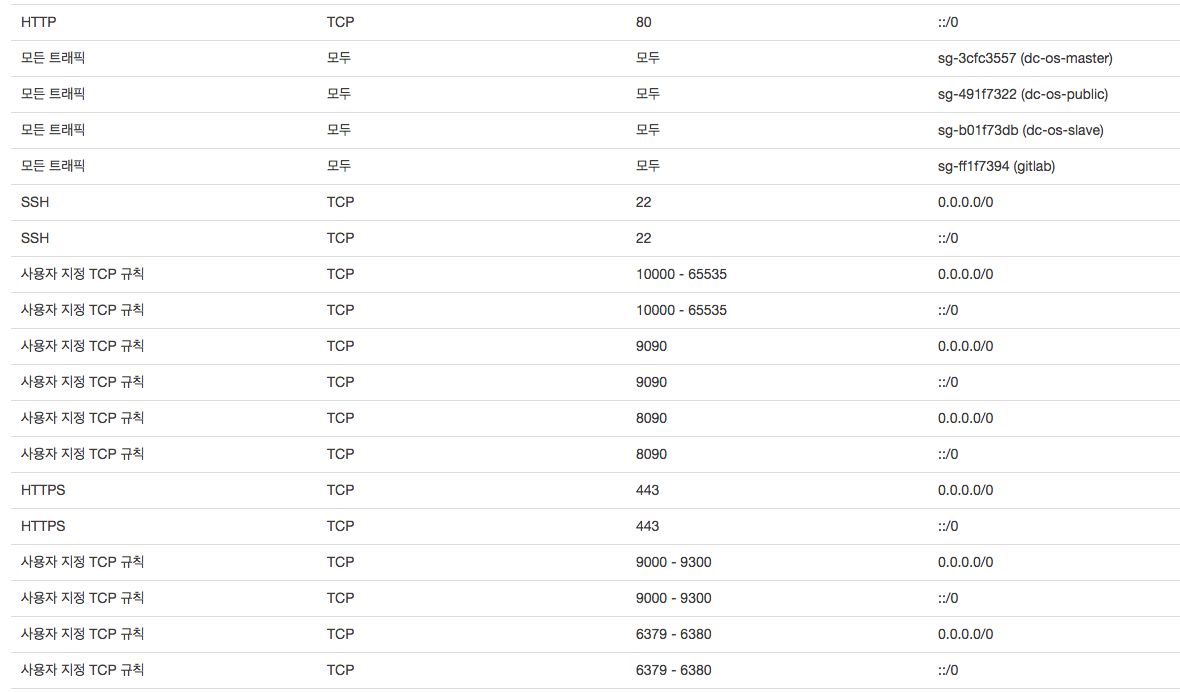 HTTP TCP 80 ::/0
모든 트래픽 모두 모두 sg-3cfc3557 (dc-os-master)
모든 트래픽 모두 모두 sg-491f7322 (dc-os-public)
모든 트래픽 모두 모두 sg-b01f73db (dc-os-slave)
모든 트래픽 모두 모두 sg-ff1f7394 (gitlab)
SSH TCP 22 0.0.0.0/0
SSH TCP 22 ::/0
사용자 지정 TCP 규칙 TCP 10000 - 65535 0.0.0.0/0
사용자 지정 TCP 규칙 TCP 10000 - 65535 ::/0
사용자 지정 TCP 규칙 TCP 9090 0.0.0.0/0
사용자 지정 TCP 규칙 TCP 9090 ::/0
사용자 지정 TCP 규칙 TCP 8090 0.0.0.0/0
사용자 지정 TCP 규칙 TCP 8090 ::/0
HTTPS TCP 443 0.0.0.0/0
HTTPS TCP 443 ::/0
사용자 지정 TCP 규칙 TCP 9000 - 9300 0.0.0.0/0
사용자 지정 TCP 규칙 TCP 9000 - 9300 ::/0
사용자 지정 TCP 규칙 TCP 6379 - 6380 0.0.0.0/0
사용자 지정 TCP 규칙 TCP 6379 - 6380 ::/0